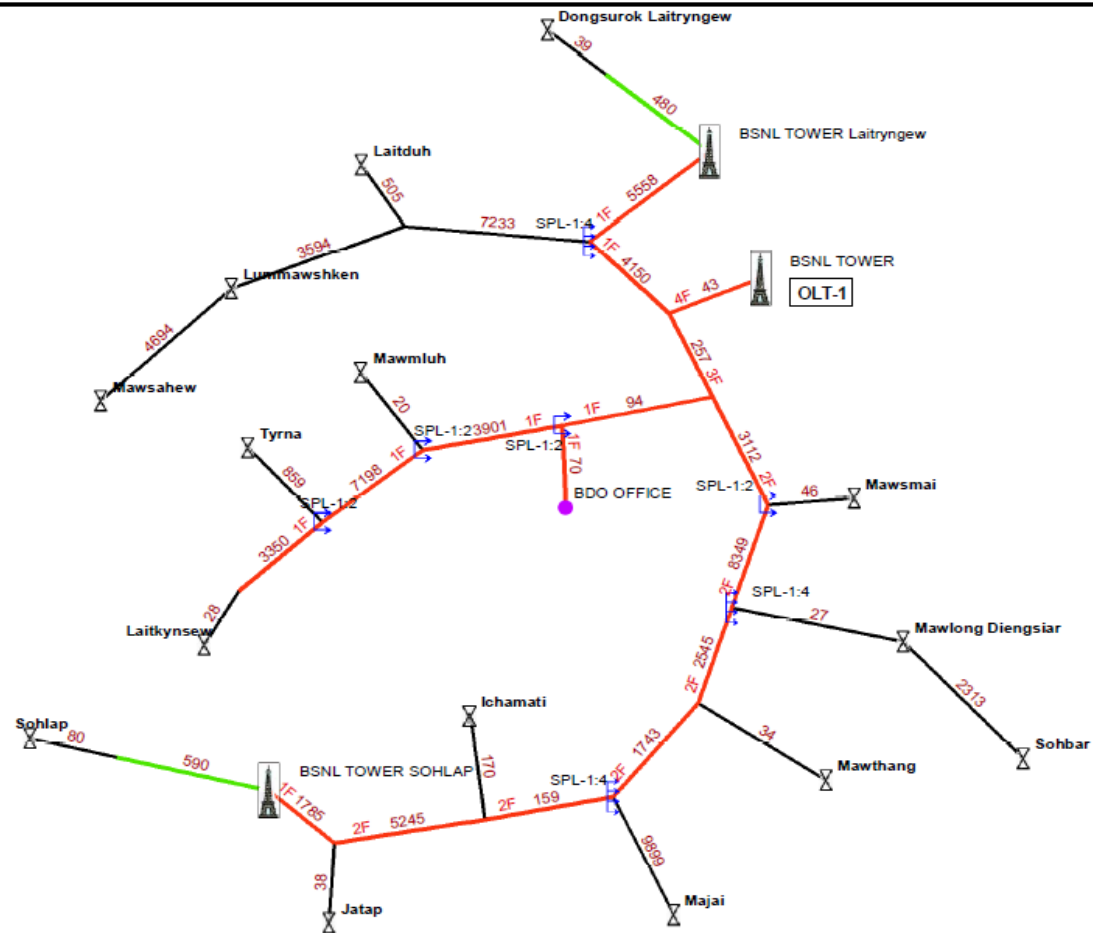 Dongsurok Laitryngew
39
480
BSNL TOWER Laitryngew
Laitduh
505
5558
1F
SPL-1:4
7233
1F
4150
3594
Lummawshken
BSNL TOWER
OLT-1
4F 43
4694
257 3F
Mawsahew
Mawmluh
20
1F 94
Tyrna
SPL-1:2
3901 1F
SPL-1:2
1F 70
3112 2F
859
7198 1F
SPL-1:2
BDO OFFICE
SPL-1:2
46
Mawsmai
3350 1F
8349
2F
SPL-1:4
28
Laitkynsew
27
Mawlong Diengsiar
2545
2F
2313
Ichamati
Sohlap
80
34
1743
2F
Sohbar
590
BSNL TOWER SOHLAP
170
SPL-1:4
Mawthang
1F
1785
2F 5245
2F 159
9899
38
Jatap
Majai